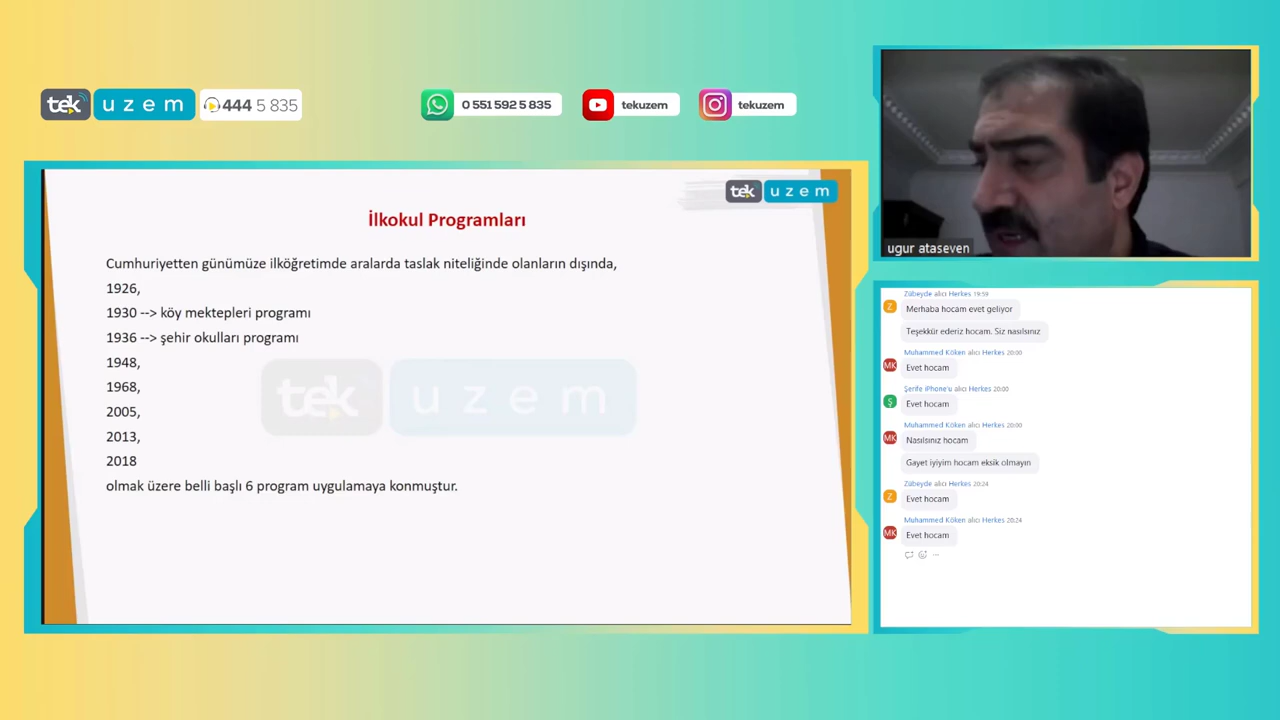 tek uzem 444 5 835
0 551 592 5 835
tekuzem
tekuzem
tek uzem
İlkokul Programları
Cumhuriyetten günümüze ilköğretimde aralarda taslak niteliğinde olanların dışında,
1926,
1930 --> köy mektepleri programı
1936 --> şehir okulları programı
1948,
1968,
2005,
2013,
2018
olmak üzere belli başlı 6 program uygulamaya konmuştur.
tek uzem
ugur ataseven
Zübeyde alıcı Herkes 19:59
Z
Merhaba hocam evet geliyor
Teşekkür ederiz hocam. Siz nasılsınız
Muhammed Köken alıcı Herkes 20:00
MK
Evet hocam
Şerife iPhone'u alıcı Herkes 20:00
Ş
Evet hocam
Muhammed Köken alıcı Herkes 20:00
MK
Nasılsınız hocam
Gayet iyiyim hocam eksik olmayın
Zübeyde alıcı Herkes 20:24
Z
Evet hocam
Muhammed Köken alıcı Herkes 20:24
MK
Evet hocam